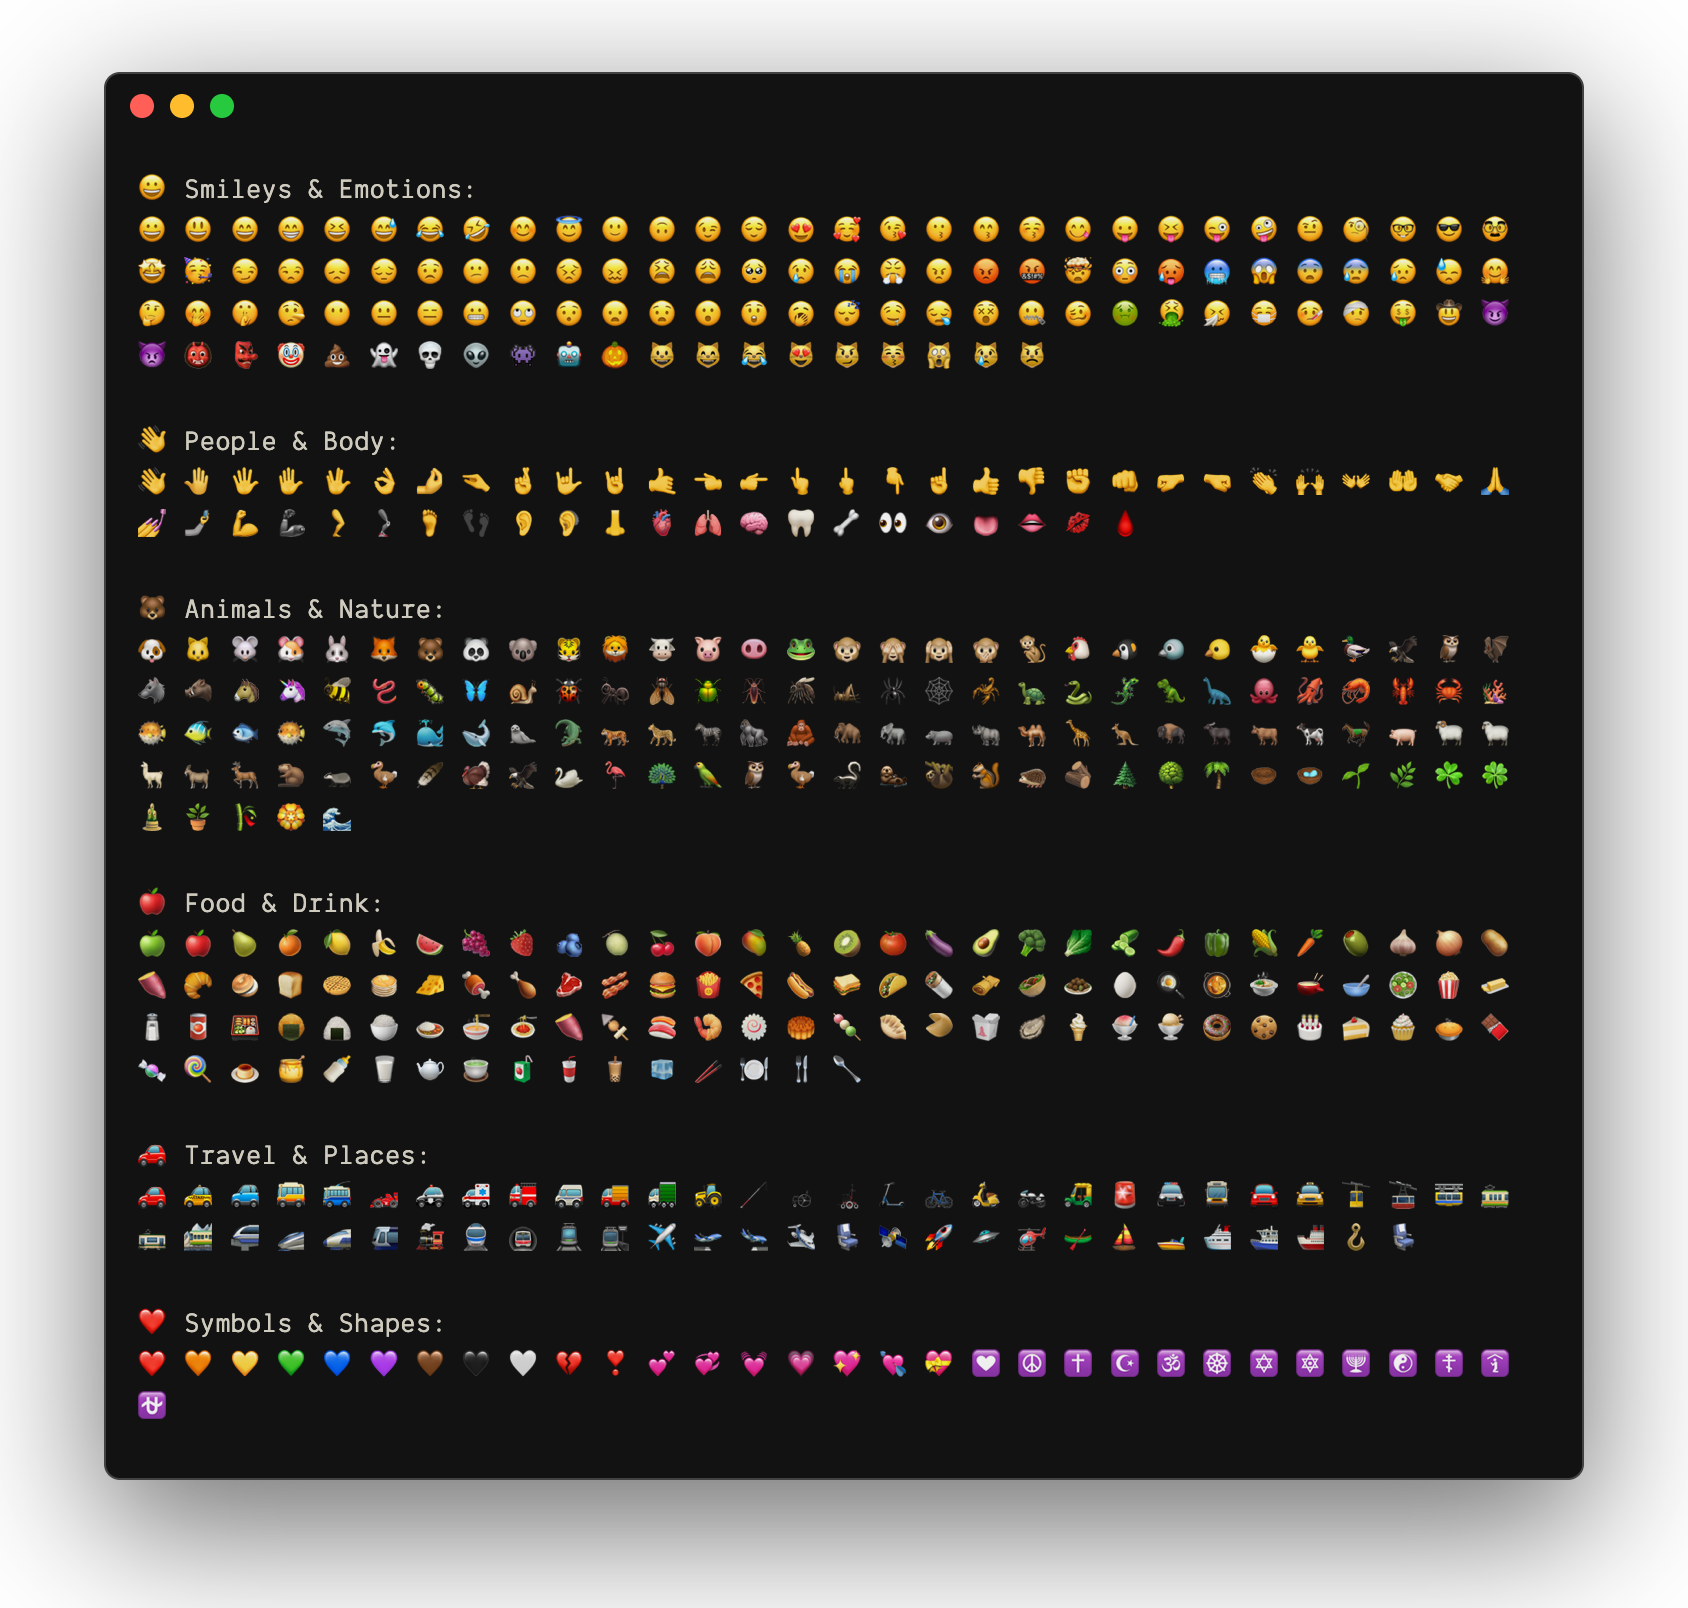 😀 Smileys & Emotions:
👋 People & Body:
🐻 Animals & Nature:
🍎 Food & Drink:
🚗 Travel & Places:
❤️ Symbols & Shapes: